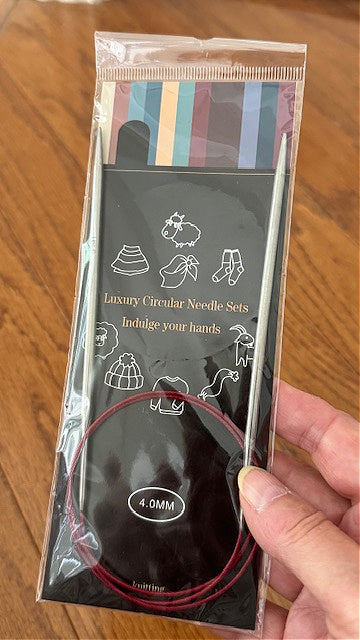 Luxury Circular Needle Sets
Indulge your hands
4.0MM
knitting